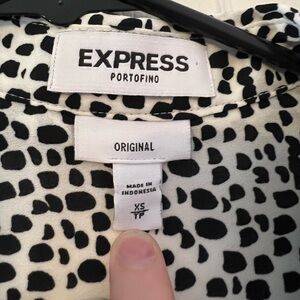 EXPRESS
PORTOFINO
ORIGINAL
MADE IN
INDONESIA
XS
TP